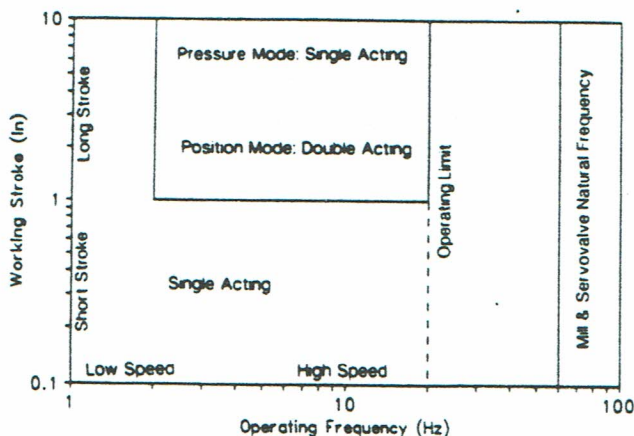 10
Pressure Mode: Single Acting
Position Mode: Double Acting
Long Stroke
Working Stroke (In)
1
Operating Limit
Mill & Servovalve Natural Frequency
Short Stroke
Single Acting
Low Speed
High Speed
0.1
1
10
100
Operating Frequency (Hz)